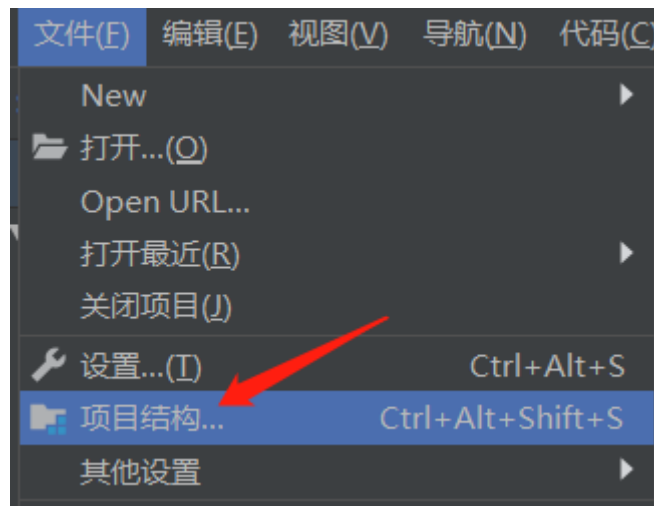 文件(F) 编辑(E) 视图(V) 导航(N) 代码(C)
New
打开...(O)
Open URL...
打开最近(R)
关闭项目(J)
设置...(T) Ctrl+Alt+S
项目结构... Ctrl+Alt+Shift+S
其他设置